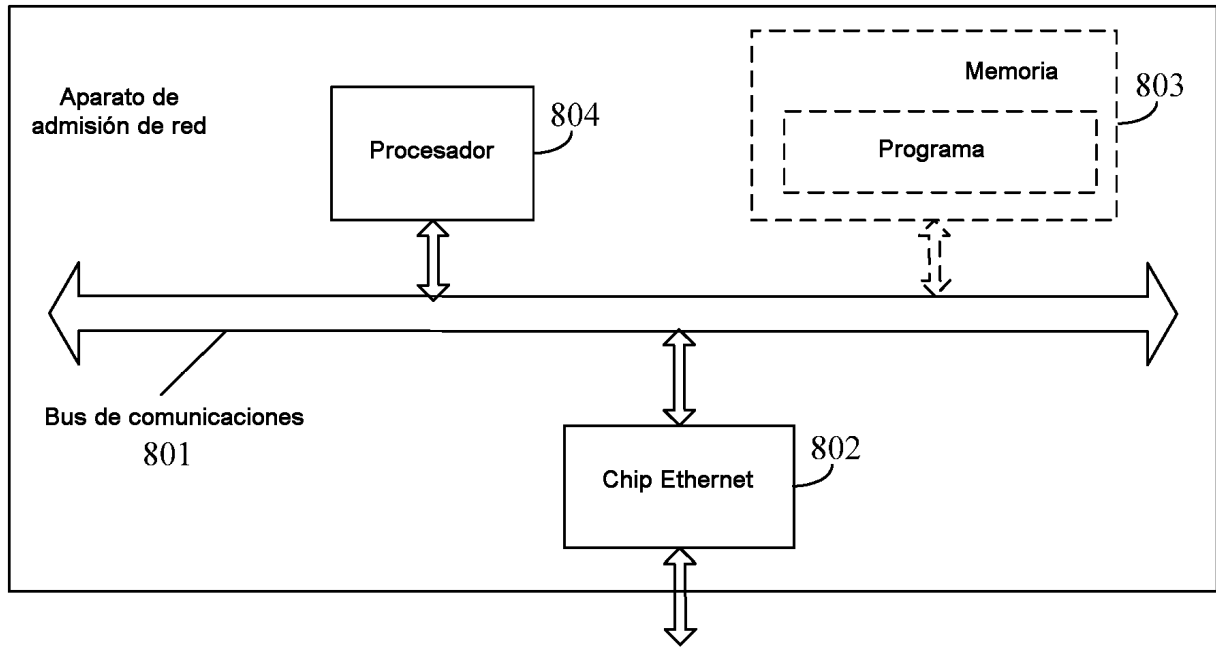 Aparato de
admisión de red
Procesador
804
Memoria
803
Programa
Bus de comunicaciones
801
Chip Ethernet
802